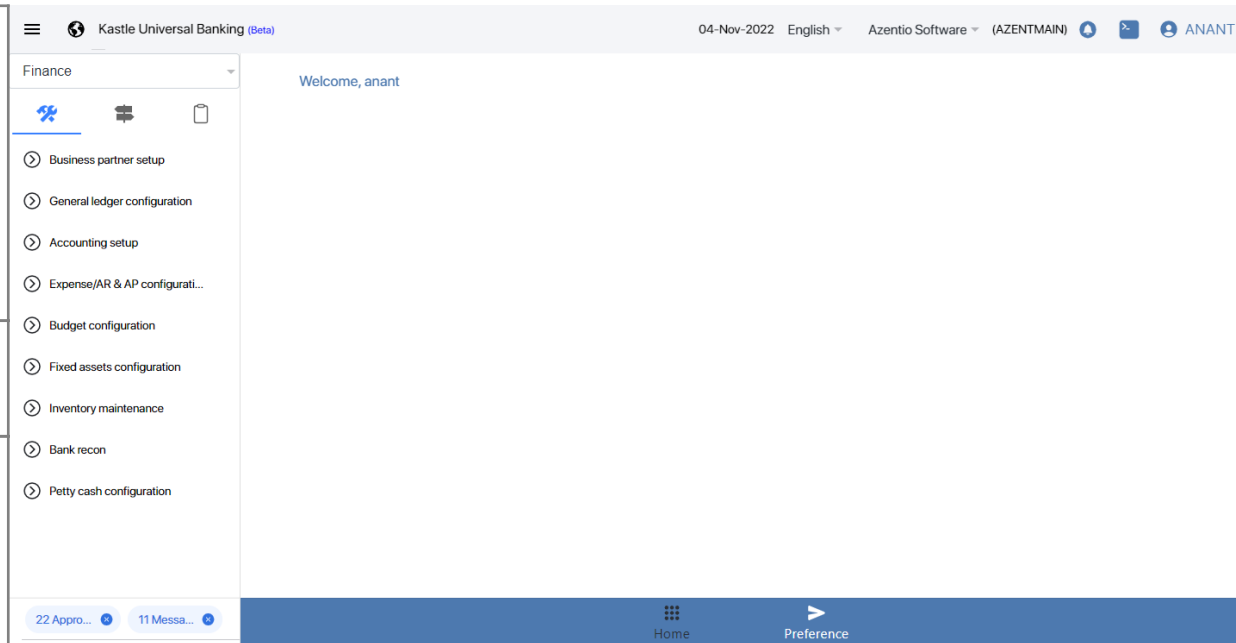 Kastle Universal Banking (Beta)
04-Nov-2022 English Azentio Software (AZENTMAIN) >- ANANT
Finance
Welcome, anant
Business partner setup
General ledger configuration
Accounting setup
Expense/AR & AP configurati...
Budget configuration
Fixed assets configuration
Inventory maintenance
Bank recon
Petty cash configuration
22 Appro... 11 Messa...
Home Preference